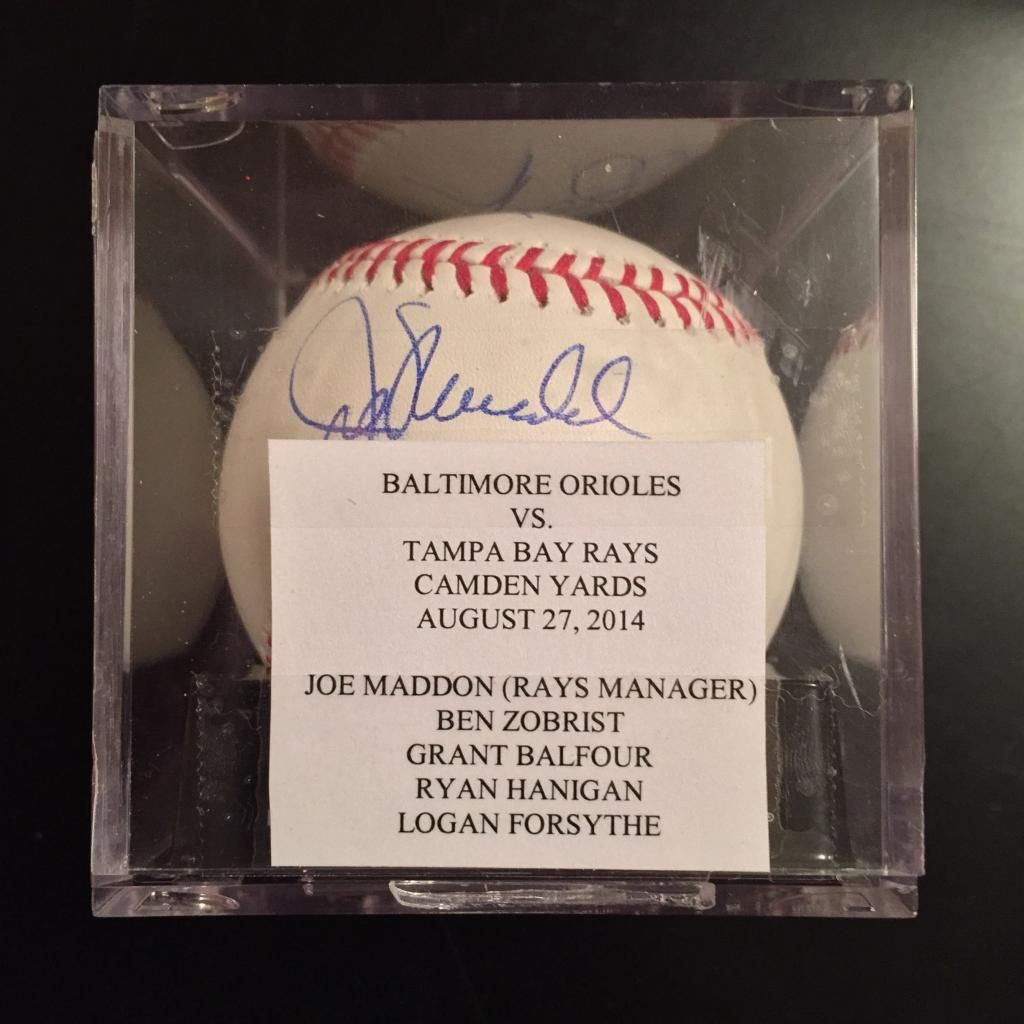 BALTIMORE ORIOLES
VS.
TAMPA BAY RAYS
CAMDEN YARDS
AUGUST 27, 2014
JOE MADDON (RAYS MANAGER)
BEN ZOBRIST
GRANT BALFOUR
RYAN HANIGAN
LOGAN FORSYTHE